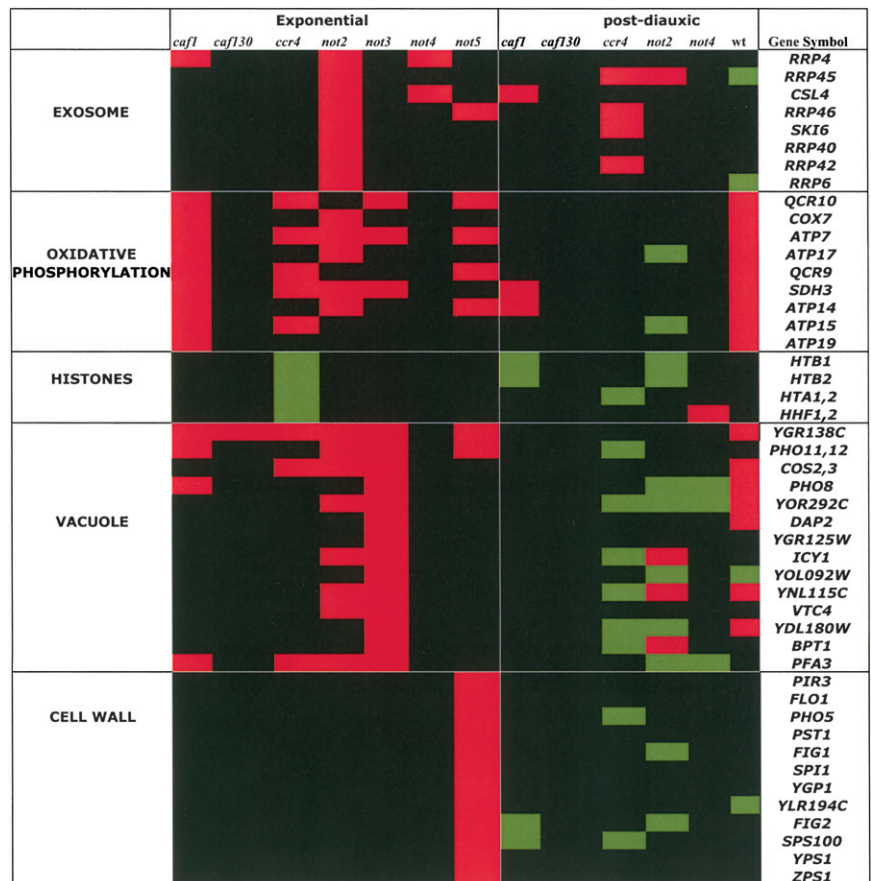 Exponential post-diauxic
caf1 caf130 ccr4 not2 not3 not4 not5 caf1 caf130 ccr4 not2 not4 wt Gene Symbol
RRP4
RRP45
CSL4
EXOSOME RRP46
SKI6
RRP40
RRP42
RRP6
QCR10
COX7
ATP7
OXIDATIVE ATP17
PHOSPHORYLATION QCR9
SDH3
ATP14
ATP15
ATP19
HTB1
HISTONES HTB2
HTA1,2
HHF1,2
YGR138C
PHO11,12
COS2,3
PHO8
VACUOLE YOR292C
DAP2
YGR125W
ICY1
YOL092W
YNL115C
VTC4
YDL180W
BPT1
PFA3
PIR3
FLO1
CELL WALL PHO5
PST1
FIG1
SPI1
YGP1
YLR194C
FIG2
SPS100
YPS1
ZPS1